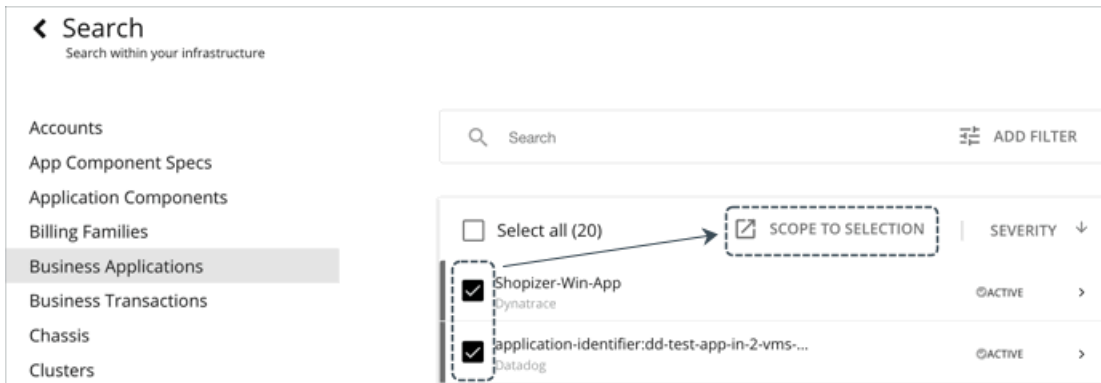 Search
Search within your infrastructure
Accounts
App Component Specs
Application Components
Billing Families
Business Applications
Business Transactions
Chassis
Clusters
Search
ADD FILTER
Select all (20)
SCOPE TO SELECTION
SEVERITY
Shopizer-Win-App
Dynatrace
ACTIVE
application-identifier:dd-test-app-in-2-vms-...
Datadog
ACTIVE